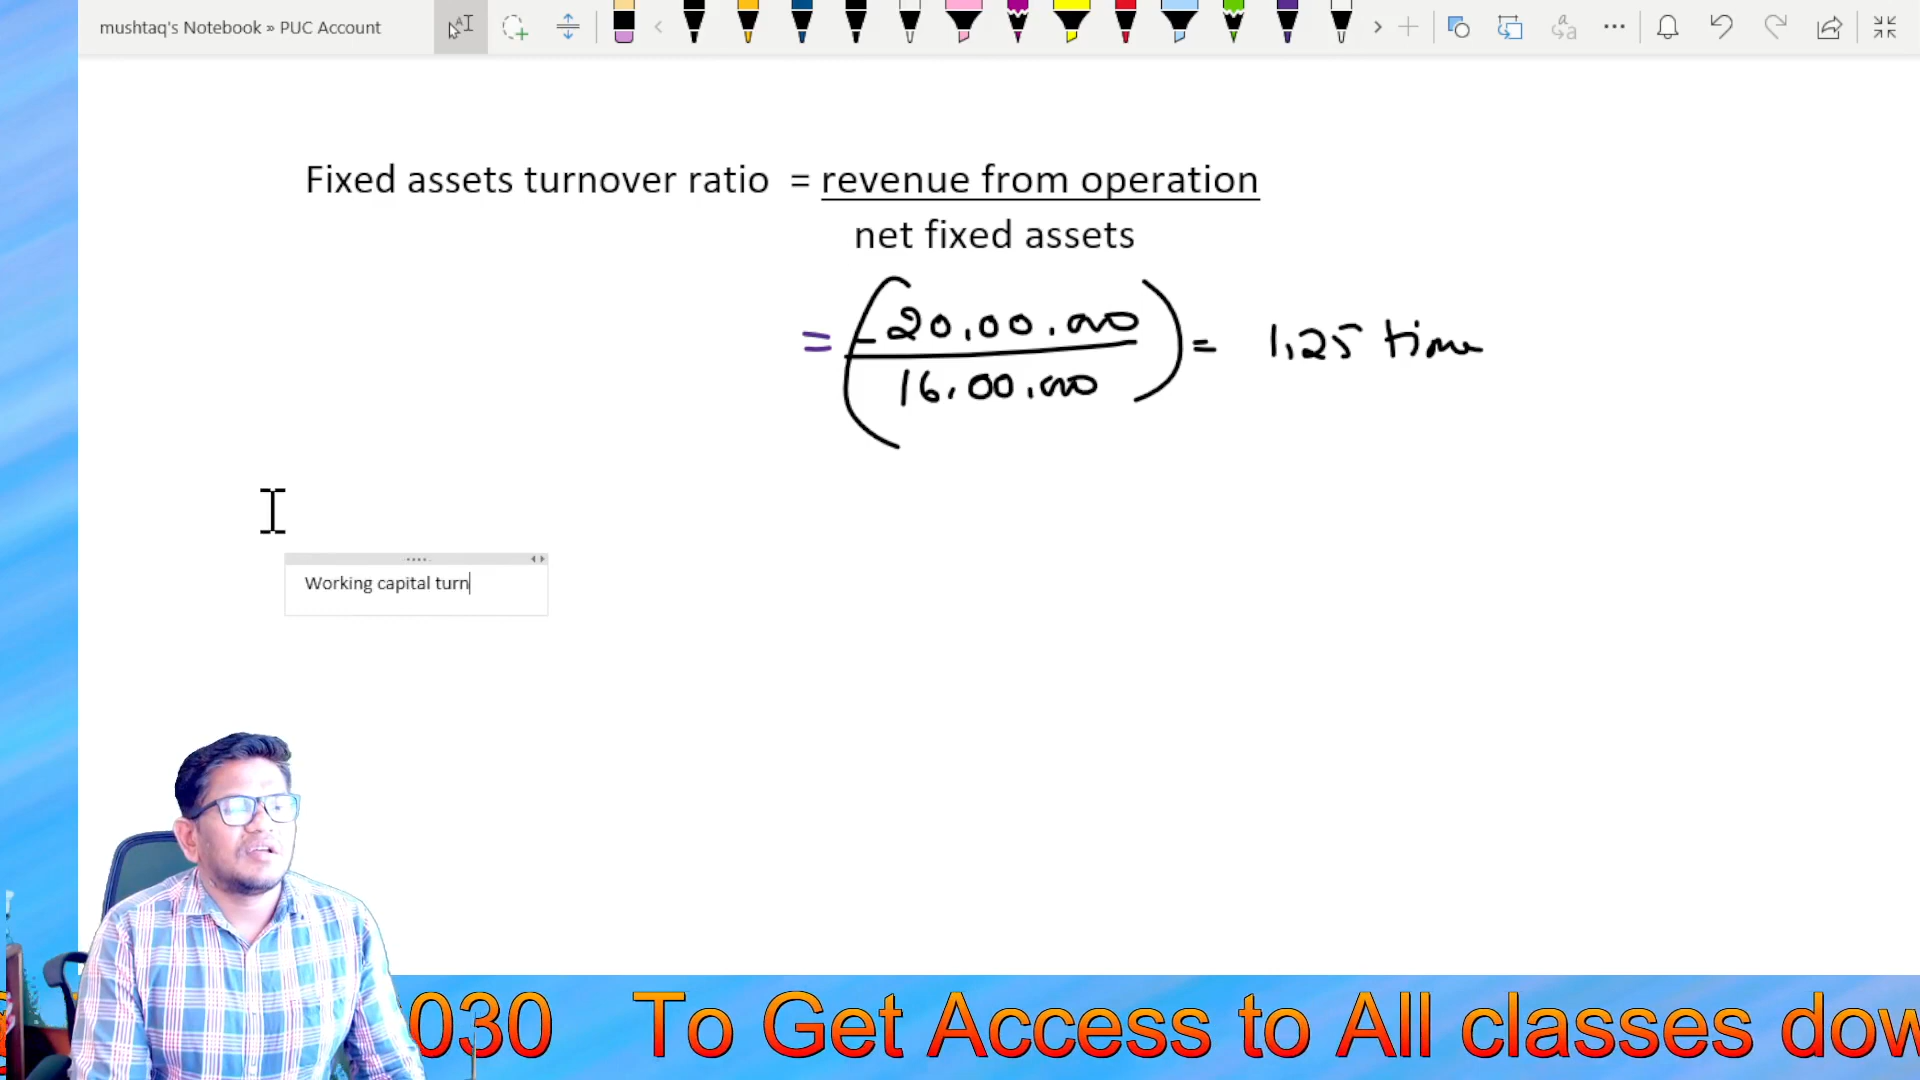 mushtaq's Notebook » PUC Account
Fixed assets turnover ratio = revenue from operation
net fixed assets
= ( 20,00,000 / 16,00,000 ) = 1.25 time
Working capital turn
030 To Get Access to All classes dow